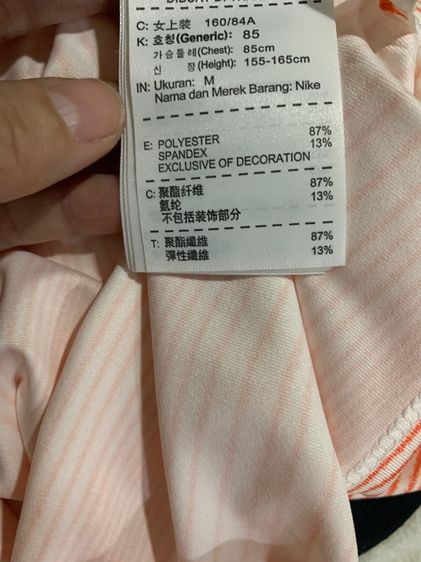 C: 女上裝 160/84A
K: 호칭(Generic): 85
가슴둘레(Chest): 85cm
신 장(Height): 155-165cm
IN: Ukuran: M
Nama dan Merek Barang: Nike
E: POLYESTER 87%
SPANDEX 13%
EXCLUSIVE OF DECORATION
C: 聚酯纤维 87%
氨纶 13%
不包括装饰部分
T: 聚酯纖維 87%
彈性纖維 13%